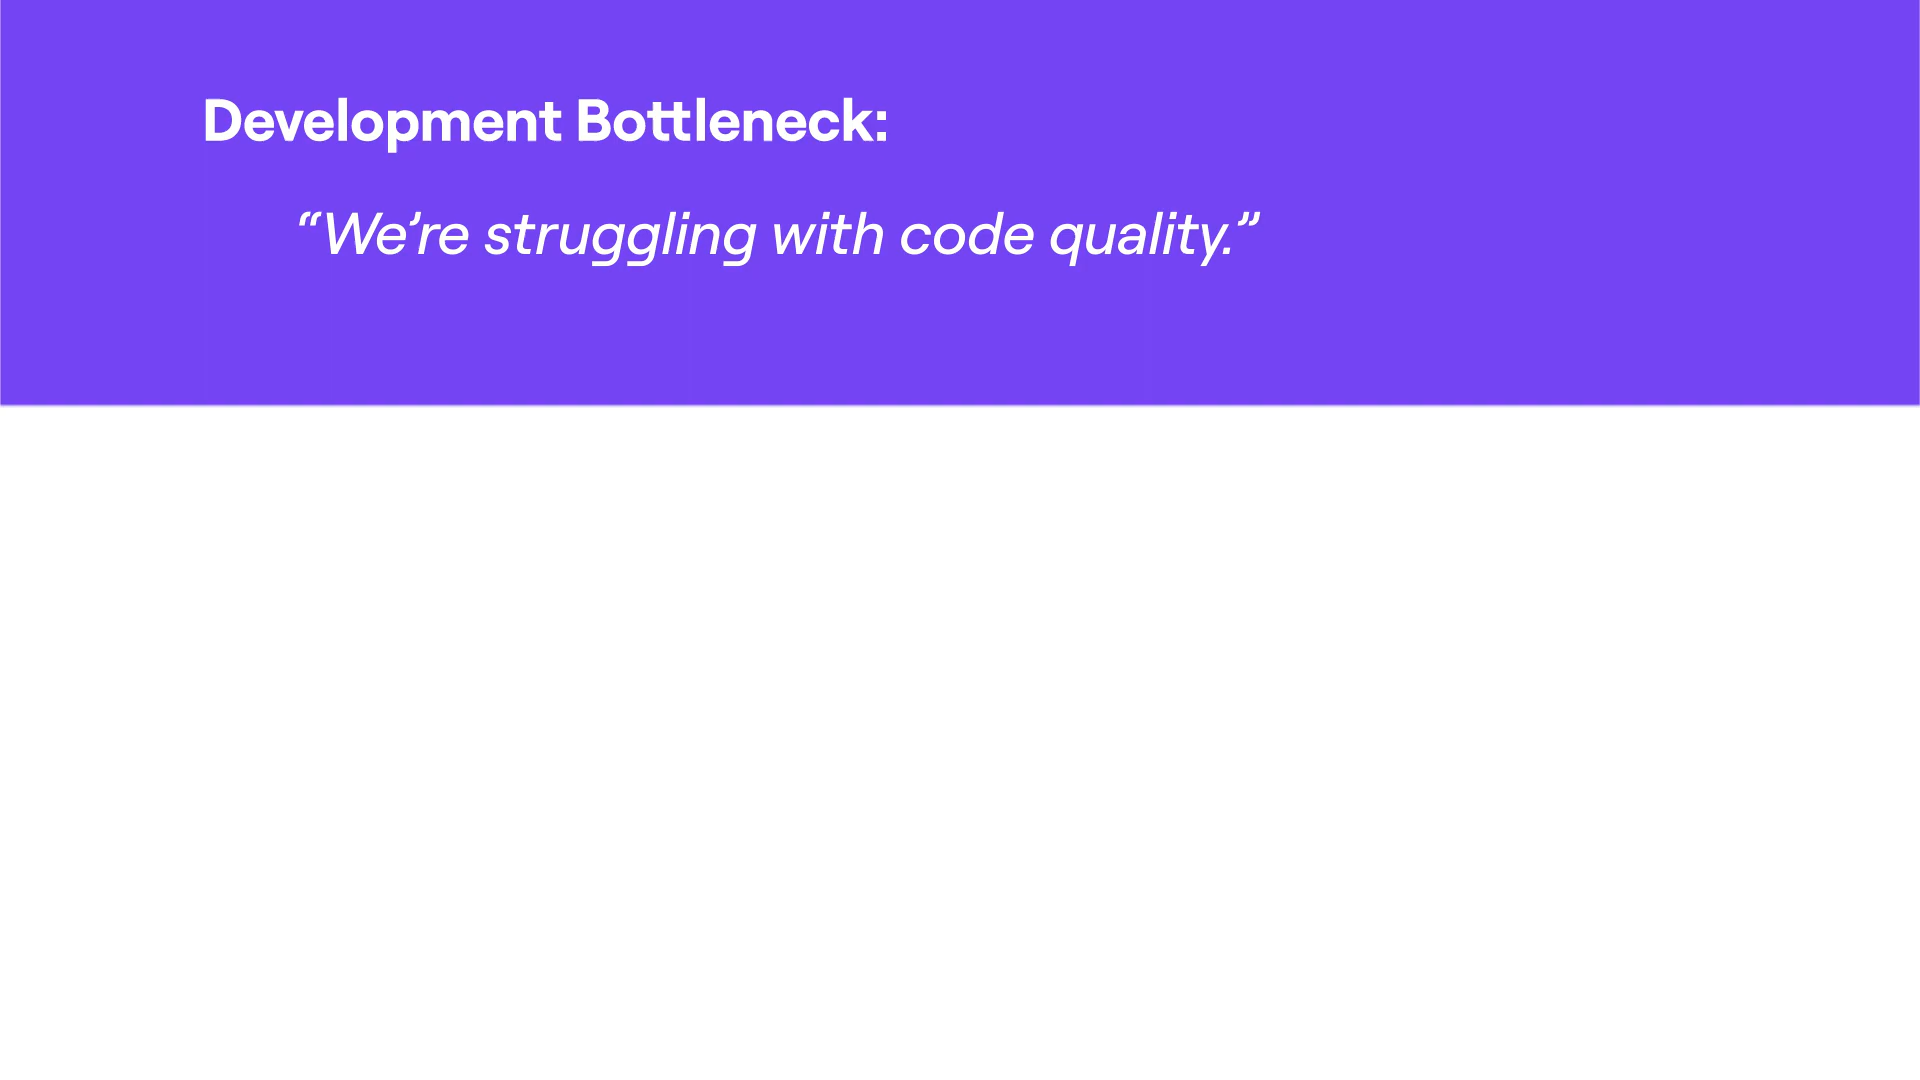 Development Bottleneck:
“We’re struggling with code quality.”